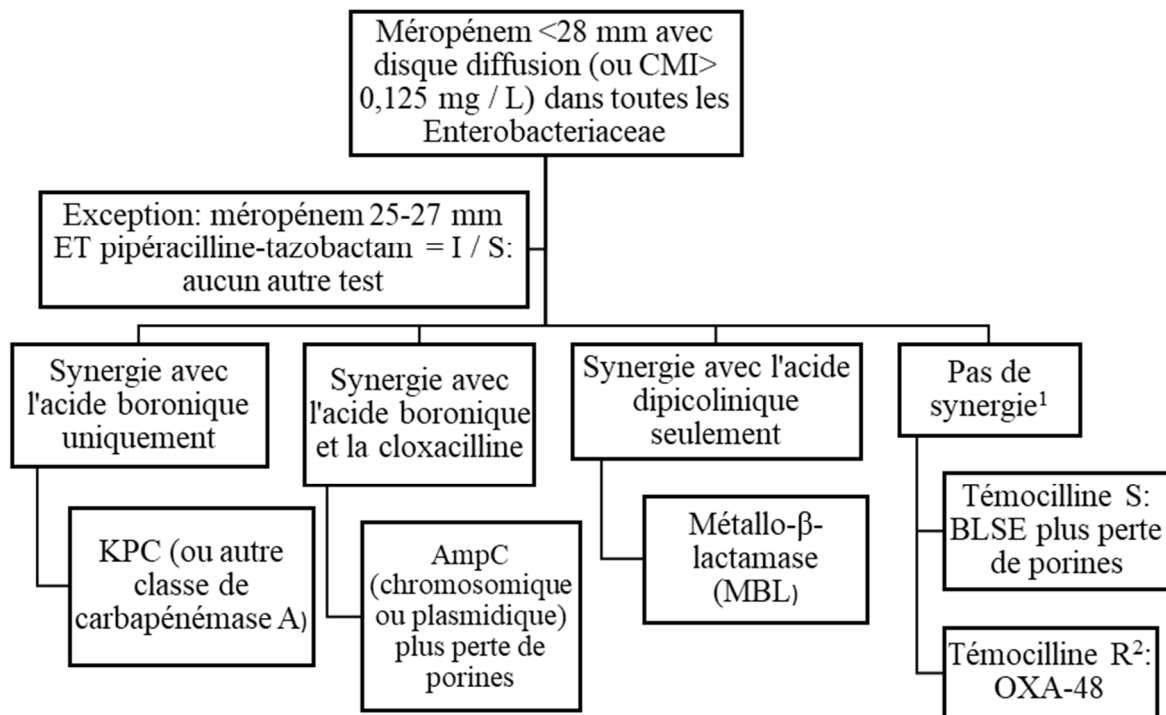 Méropénem <28 mm avec
disque diffusion (ou CMI>
0,125 mg / L) dans toutes les
Enterobacteriaceae
Exception: méropénem 25-27 mm
ET pipéracilline-tazobactam = I / S:
aucun autre test
Synergie avec
l'acide boronique
uniquement
Synergie avec
l'acide boronique
et la cloxacilline
Synergie avec l'acide
dipicolinique
seulement
Pas de
synergie¹
KPC (ou autre
classe de
carbapénémase A)
AmpC
(chromosomique
ou plasmidique)
plus perte de
porines
Métallo-β-
lactamase
(MBL)
Témocilline S:
BLSE plus perte
de porines
Témocilline R²:
OXA-48